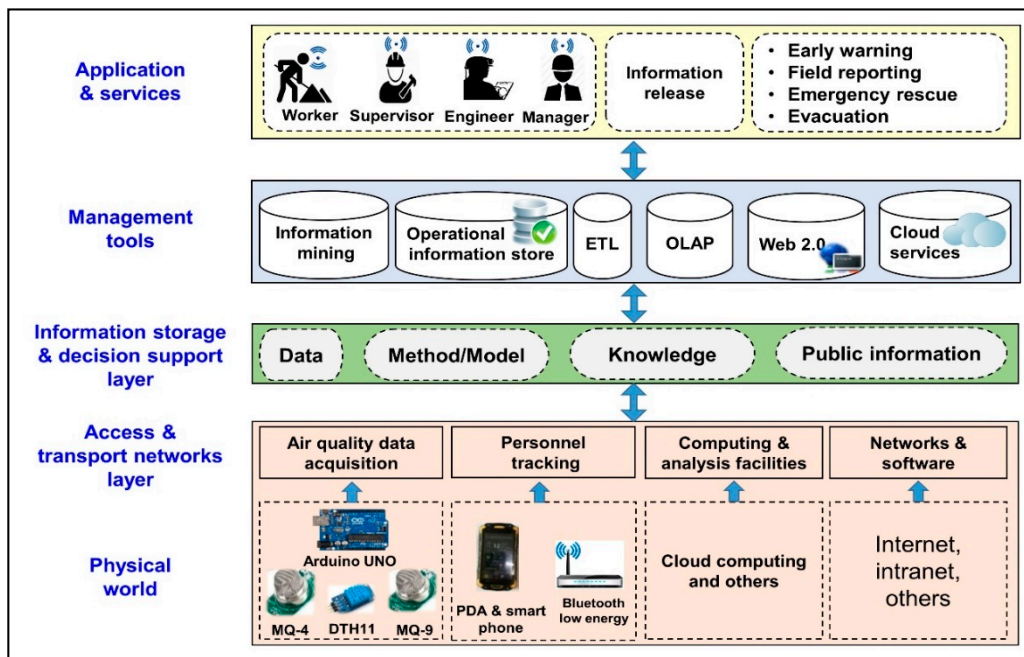 Application
& services
Worker
Supervisor
Engineer
Manager
Information
release
• Early warning
• Field reporting
• Emergency rescue
• Evacuation
Management
tools
Information
mining
Operational
information store
ETL
OLAP
Web 2.0
Cloud
services
Information storage
& decision support
layer
Data
Method/Model
Knowledge
Public information
Access &
transport networks
layer
Air quality data
acquisition
Personnel
tracking
Computing &
analysis facilities
Networks &
software
Physical
world
Arduino UNO
MQ-4
DTH11
MQ-9
PDA & smart
phone
Bluetooth
low energy
Cloud computing
and others
Internet,
intranet,
others